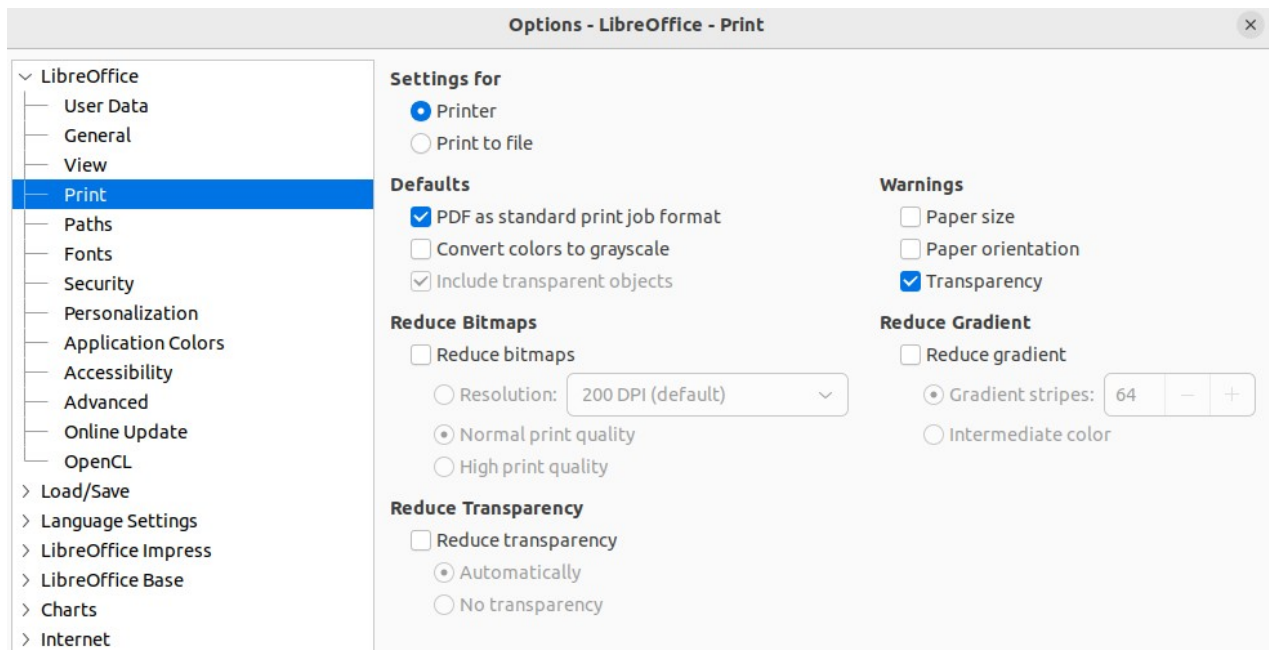 Options - LibreOffice - Print
LibreOffice
User Data
General
View
Print
Paths
Fonts
Security
Personalization
Application Colors
Accessibility
Advanced
Online Update
OpenCL
Load/Save
Language Settings
LibreOffice Impress
LibreOffice Base
Charts
Internet
Settings for
Printer
Print to file
Defaults
PDF as standard print job format
Convert colors to grayscale
Include transparent objects
Warnings
Paper size
Paper orientation
Transparency
Reduce Bitmaps
Reduce bitmaps
Resolution: 200 DPI (default)
Normal print quality
High print quality
Reduce Gradient
Reduce gradient
Gradient stripes: 64
Intermediate color
Reduce Transparency
Reduce transparency
Automatically
No transparency